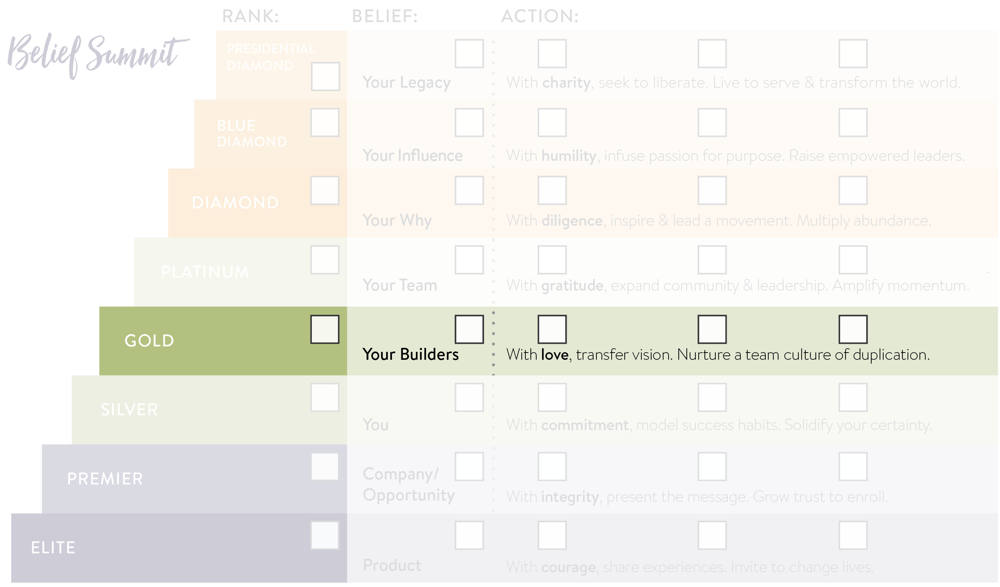 RANK: BELIEF: ACTION:
Belief Summit
PRESIDENTIAL
DIAMOND
Your Legacy
With charity, seek to liberate. Live to serve & transform the world.
BLUE
DIAMOND
Your Influence
With humility, infuse passion for purpose. Raise empowered leaders.
DIAMOND
Your Why
With diligence, inspire & lead a movement. Multiply abundance.
PLATINUM
Your Team
With gratitude, expand community & leadership. Amplify momentum.
GOLD
Your Builders
With love, transfer vision. Nurture a team culture of duplication.
SILVER
You
With commitment, model success habits. Solidify your certainty.
PREMIER
Company/
Opportunity
With integrity, present the message. Grow trust to enroll.
ELITE
Product
With courage, share experiences. Invite to change lives.